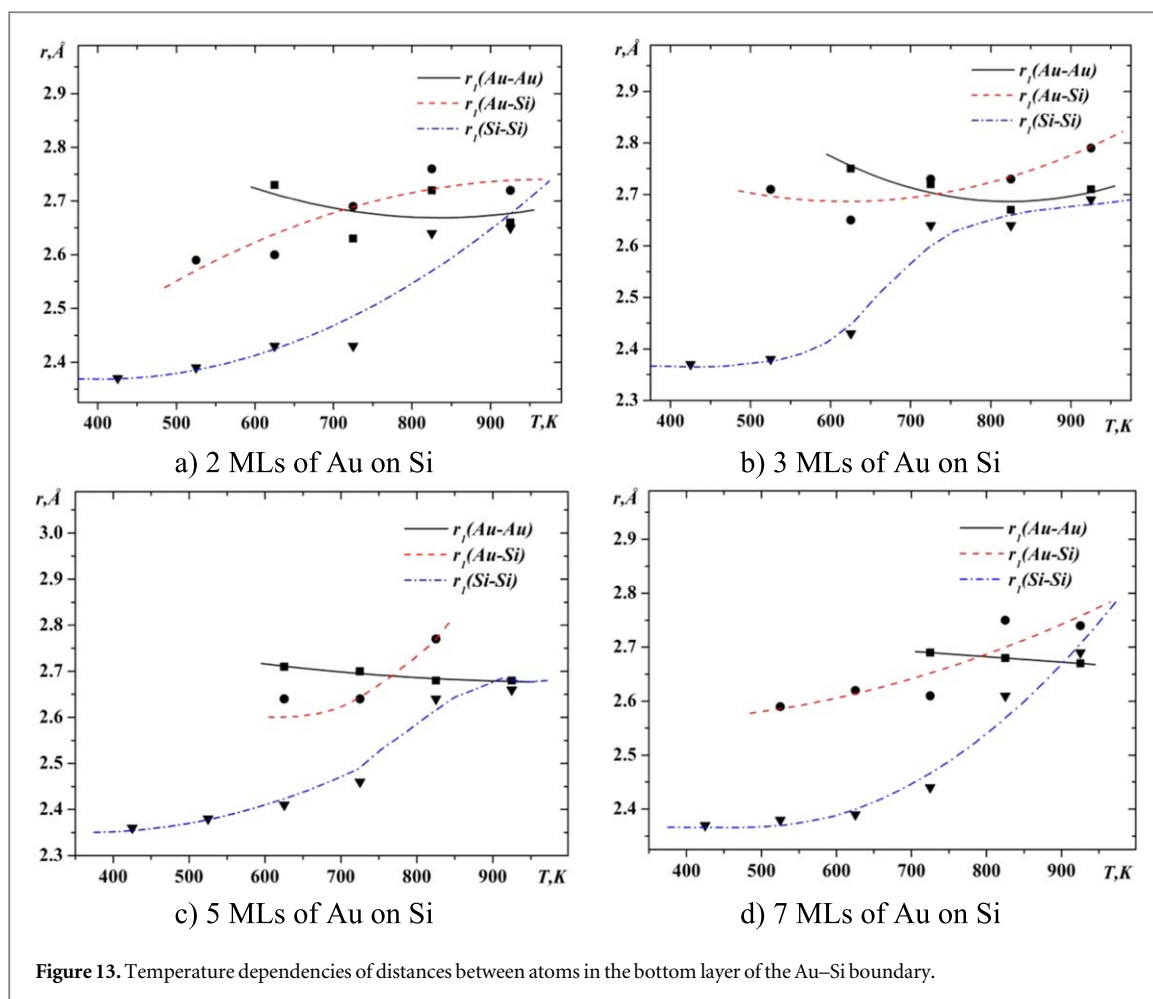 r,Å
2.9
2.8
2.7
2.6
2.5
2.4
400 500 600 700 800 900 T,K
r₁(Au-Au)
r₁(Au-Si)
r₁(Si-Si)
a) 2 MLs of Au on Si
r,Å
2.9
2.8
2.7
2.6
2.5
2.4
2.3
400 500 600 700 800 900 T,K
r₁(Au-Au)
r₁(Au-Si)
r₁(Si-Si)
b) 3 MLs of Au on Si
r,Å
3.0
2.9
2.8
2.7
2.6
2.5
2.4
2.3
400 500 600 700 800 900 T,K
r₁(Au-Au)
r₁(Au-Si)
r₁(Si-Si)
c) 5 MLs of Au on Si
r,Å
2.9
2.8
2.7
2.6
2.5
2.4
400 500 600 700 800 900 T,K
r₁(Au-Au)
r₁(Au-Si)
r₁(Si-Si)
d) 7 MLs of Au on Si
Figure 13. Temperature dependencies of distances between atoms in the bottom layer of the Au–Si boundary.